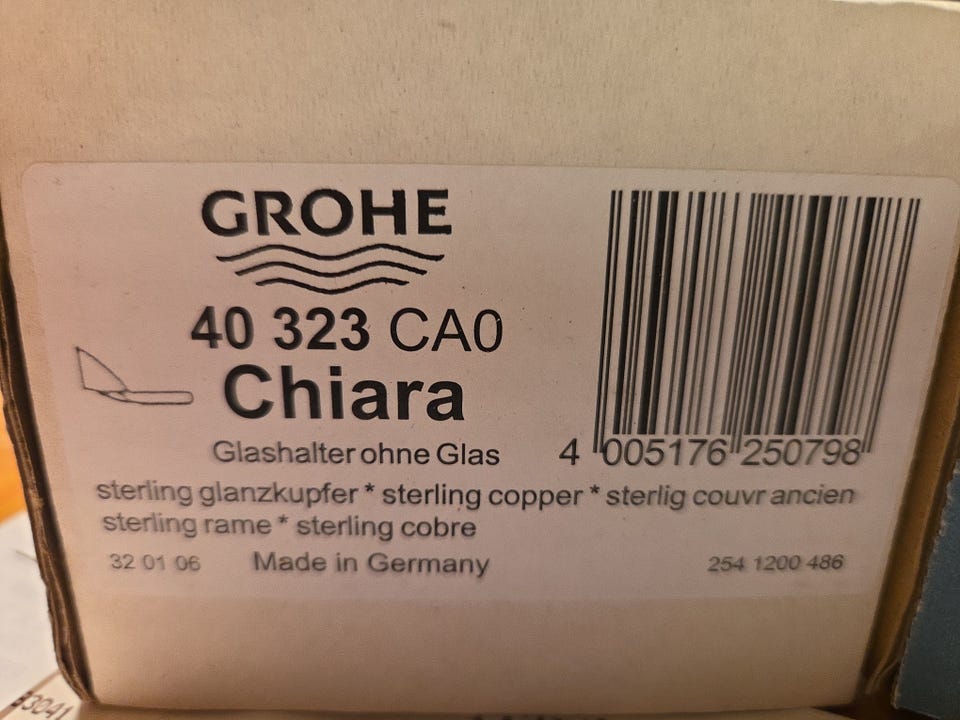 GROHE
40 323 CA0
Chiara
Glashalter ohne Glas
4 005176 250798
sterling glanzkupfer * sterling copper * sterlig couvr ancien
sterling rame * sterling cobre
32 01 06 Made in Germany 254 1200 486